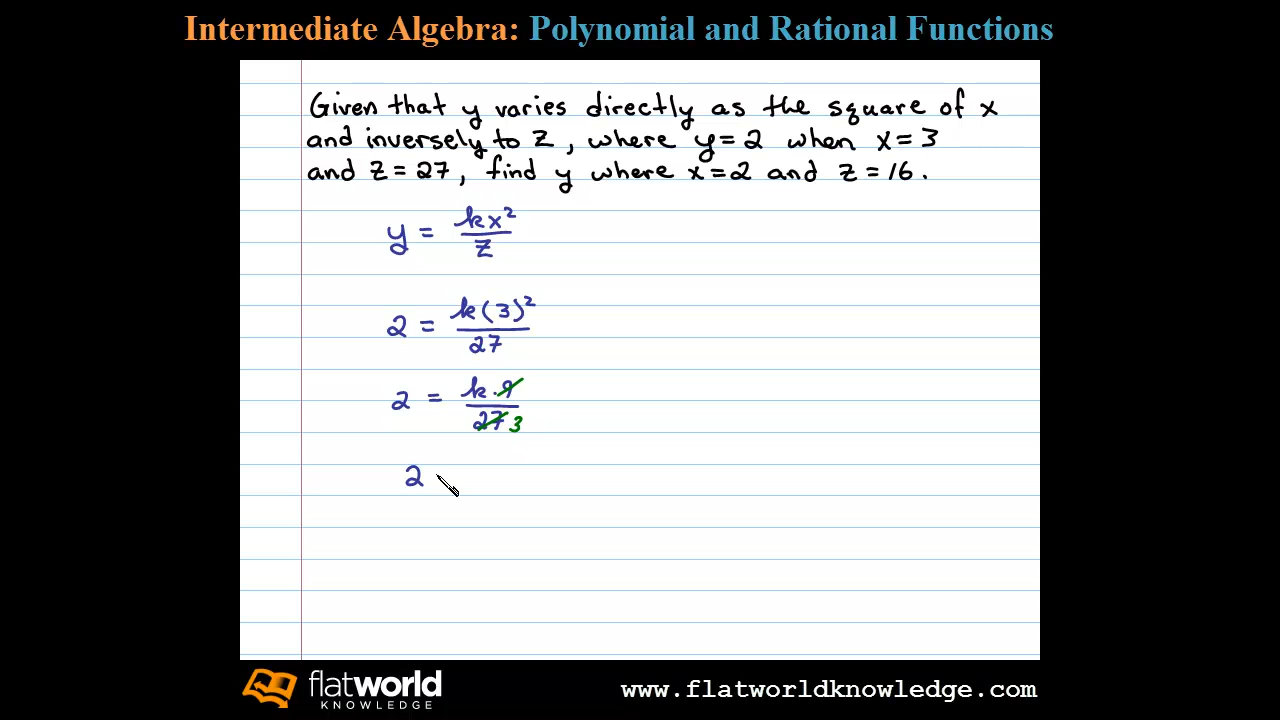 Intermediate Algebra: Polynomial and Rational Functions
Given that y varies directly as the square of x
and inversely to z, where y = 2 when x = 3
and z = 27, find y where x = 2 and z = 16.
y = kx²/z
2 = k(3)²/27
2 = k·9/27 3
2
flatworld
KNOWLEDGE
www.flatworldknowledge.com